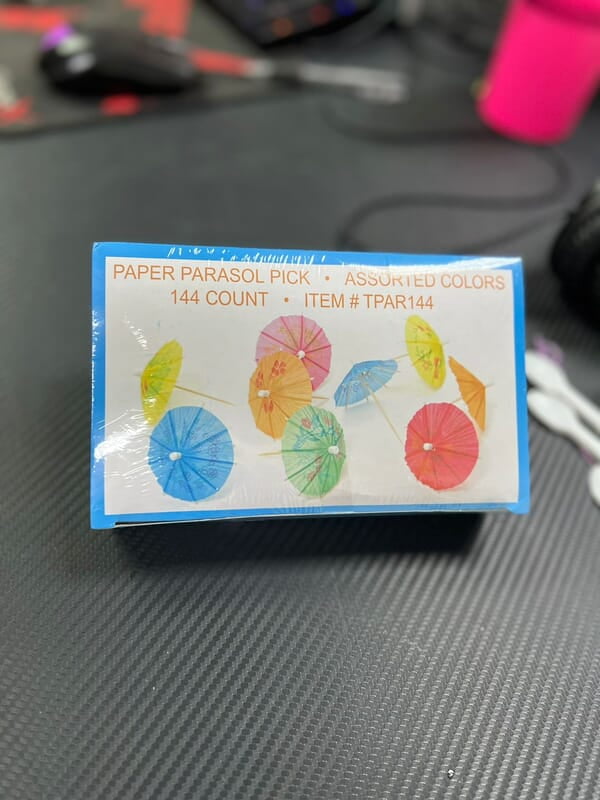 PAPER PARASOL PICK • ASSORTED COLORS
144 COUNT • ITEM # TPAR144